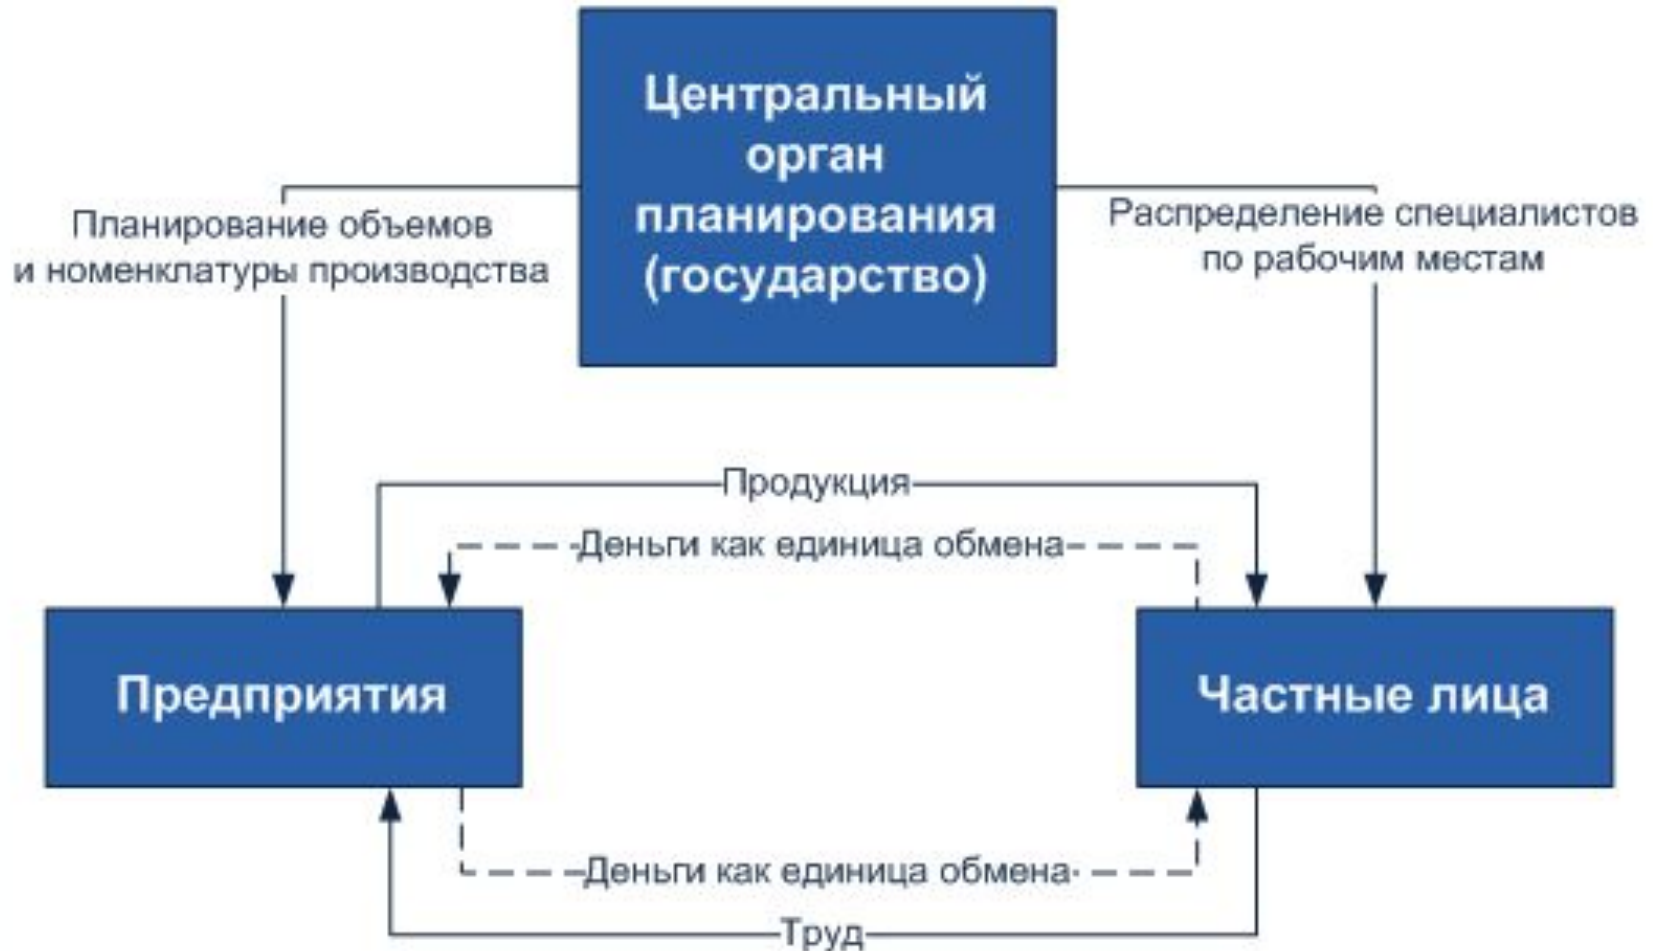 Центральный
орган
планирования
(государство)
Планирование объемов
и номенклатуры производства
Распределение специалистов
по рабочим местам
Продукция
Деньги как единица обмена
Предприятия
Частные лица
Деньги как единица обмена
Труд